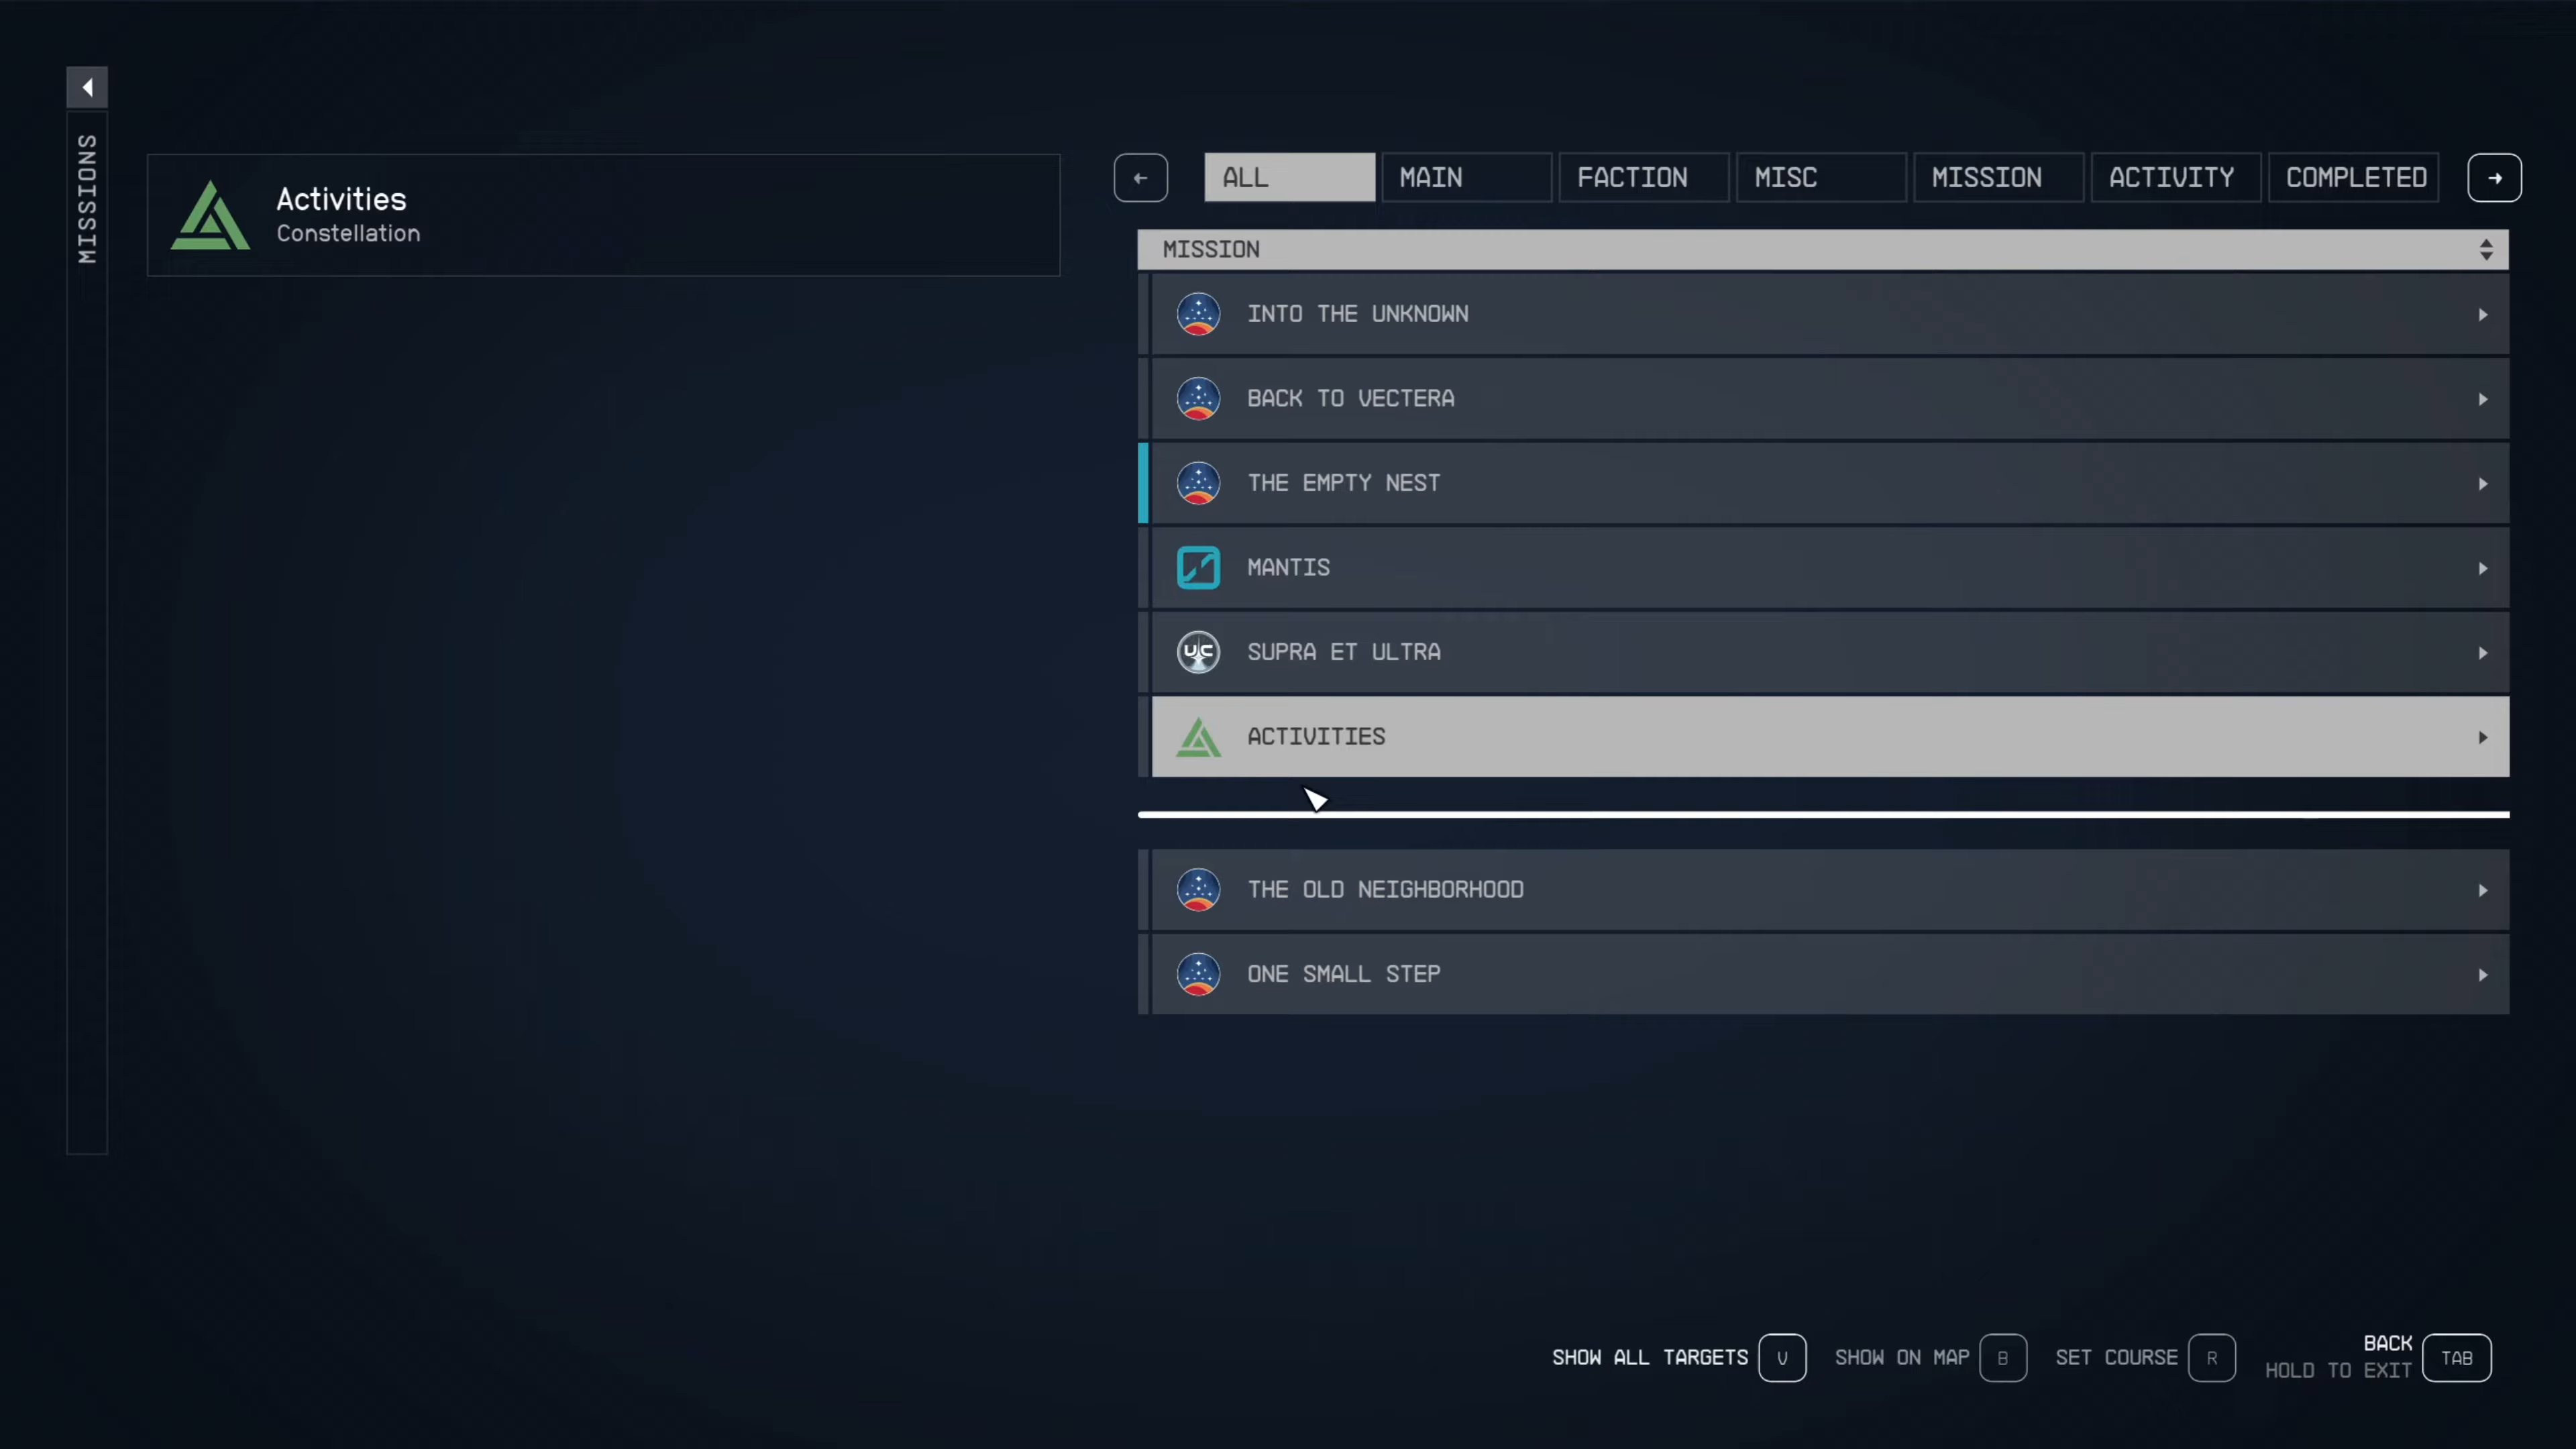 MISSIONS
Activities
Constellation
←
ALL
MAIN
FACTION
MISC
MISSION
ACTIVITY
COMPLETED
→
MISSION
INTO THE UNKNOWN
BACK TO VECTERA
THE EMPTY NEST
MANTIS
UC
SUPRA ET ULTRA
ACTIVITIES
THE OLD NEIGHBORHOOD
ONE SMALL STEP
SHOW ALL TARGETS V
SHOW ON MAP B
SET COURSE R
BACK
HOLD TO EXIT
TAB